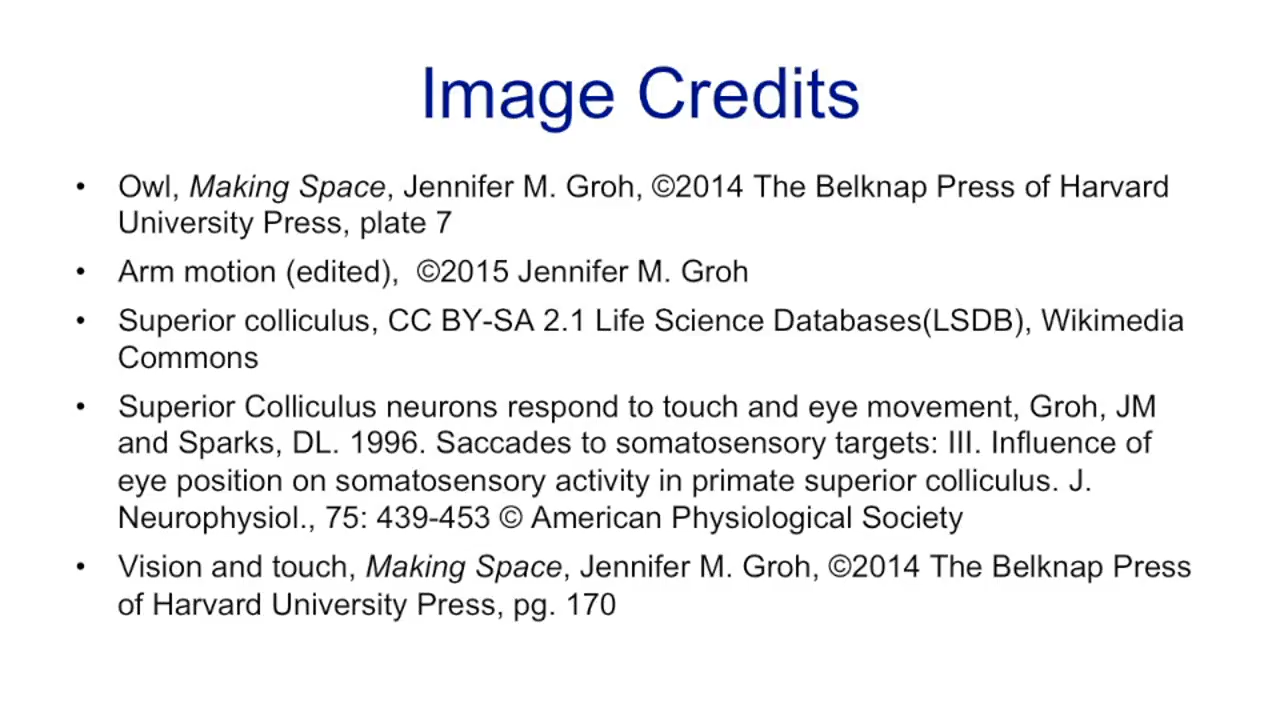 Image Credits
• Owl, Making Space, Jennifer M. Groh, ©2014 The Belknap Press of Harvard
University Press, plate 7
• Arm motion (edited),  ©2015 Jennifer M. Groh
• Superior colliculus, CC BY-SA 2.1 Life Science Databases(LSDB), Wikimedia
Commons
• Superior Colliculus neurons respond to touch and eye movement, Groh, JM
and Sparks, DL. 1996. Saccades to somatosensory targets: III. Influence of
eye position on somatosensory activity in primate superior colliculus. J.
Neurophysiol., 75: 439-453 © American Physiological Society
• Vision and touch, Making Space, Jennifer M. Groh, ©2014 The Belknap Press
of Harvard University Press, pg. 170